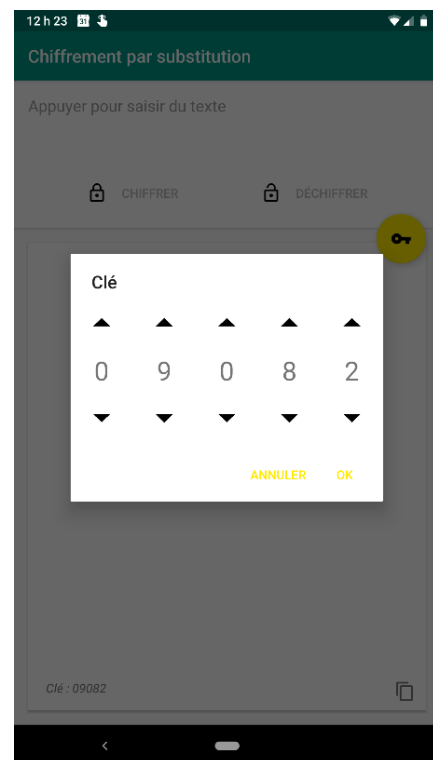 12 h 23 31
Chiffrement par substitution
Appuyer pour saisir du texte
CHIFFRER DÉCHIFFRER
Clé
0 9 0 8 2
ANNULER OK
Clé : 09082